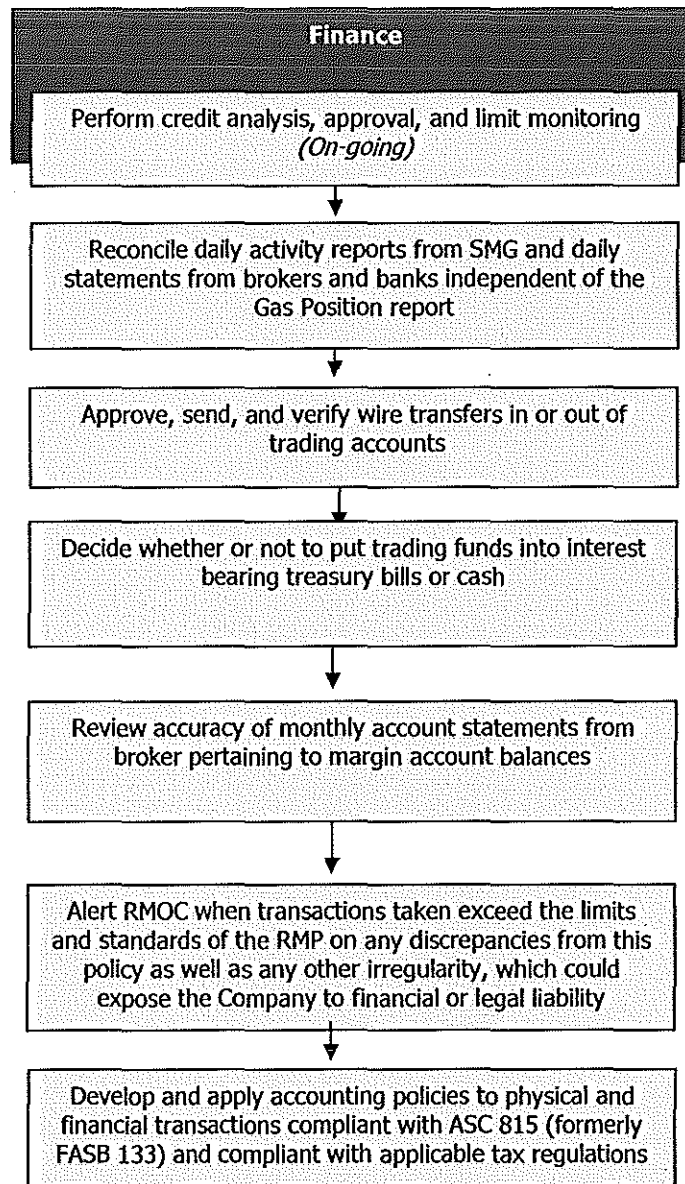 Finance
Perform credit analysis, approval, and limit monitoring
(On-going)
Reconcile daily activity reports from SMG and daily
statements from brokers and banks independent of the
Gas Position report
Approve, send, and verify wire transfers in or out of
trading accounts
Decide whether or not to put trading funds into interest
bearing treasury bills or cash
Review accuracy of monthly account statements from
broker pertaining to margin account balances
Alert RMOC when transactions taken exceed the limits
and standards of the RMP on any discrepancies from this
policy as well as any other irregularity, which could
expose the Company to financial or legal liability
Develop and apply accounting policies to physical and
financial transactions compliant with ASC 815 (formerly
FASB 133) and compliant with applicable tax regulations